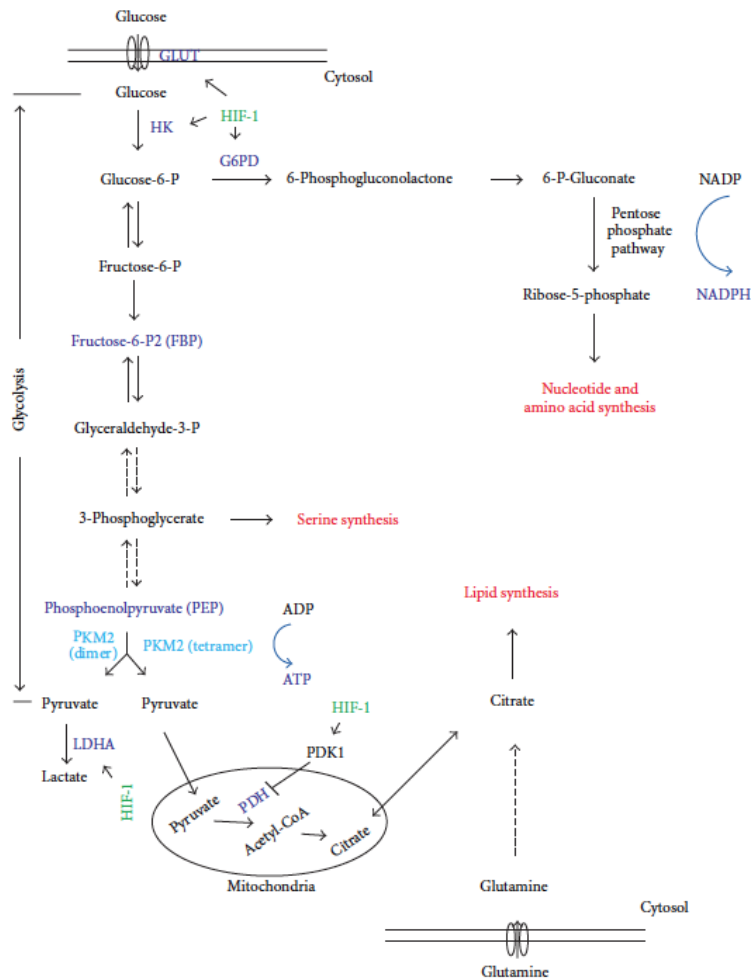 Glucose
GLUT
Cytosol
Glucose
HIF-1
HK
G6PD
Glucose-6-P
6-Phosphogluconolactone
6-P-Gluconate
NADP
Pentose
phosphate
pathway
Fructose-6-P
Ribose-5-phosphate
NADPH
Fructose-6-P2 (FBP)
Glycolysis
Nucleotide and
amino acid synthesis
Glyceraldehyde-3-P
3-Phosphoglycerate
Serine synthesis
Lipid synthesis
Phosphoenolpyruvate (PEP)
ADP
PKM2
(dimer)
PKM2 (tetramer)
ATP
Pyruvate
Pyruvate
HIF-1
Citrate
LDHA
PDK1
Lactate
HIF-1
Pyruvate
PDH
Acetyl-CoA
Citrate
Mitochondria
Glutamine
Cytosol
Glutamine